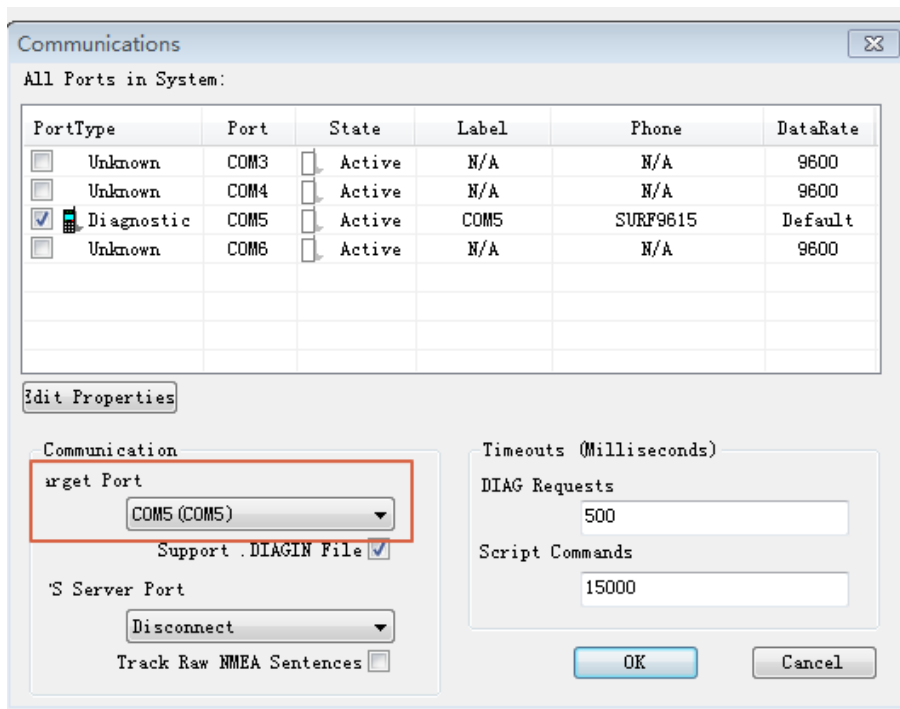 Communications
All Ports in System:
PortType Port State Label Phone DataRate
Unknown COM3 Active N/A N/A 9600
Unknown COM4 Active N/A N/A 9600
Diagnostic COM5 Active COM5 SURF9615 Default
Unknown COM6 Active N/A N/A 9600
Edit Properties
Communication
arget Port
COM5 (COM5)
Support .DIAGIN File
'S Server Port
Disconnect
Track Raw NMEA Sentences
Timeouts (Milliseconds)
DIAG Requests
500
Script Commands
15000
OK Cancel